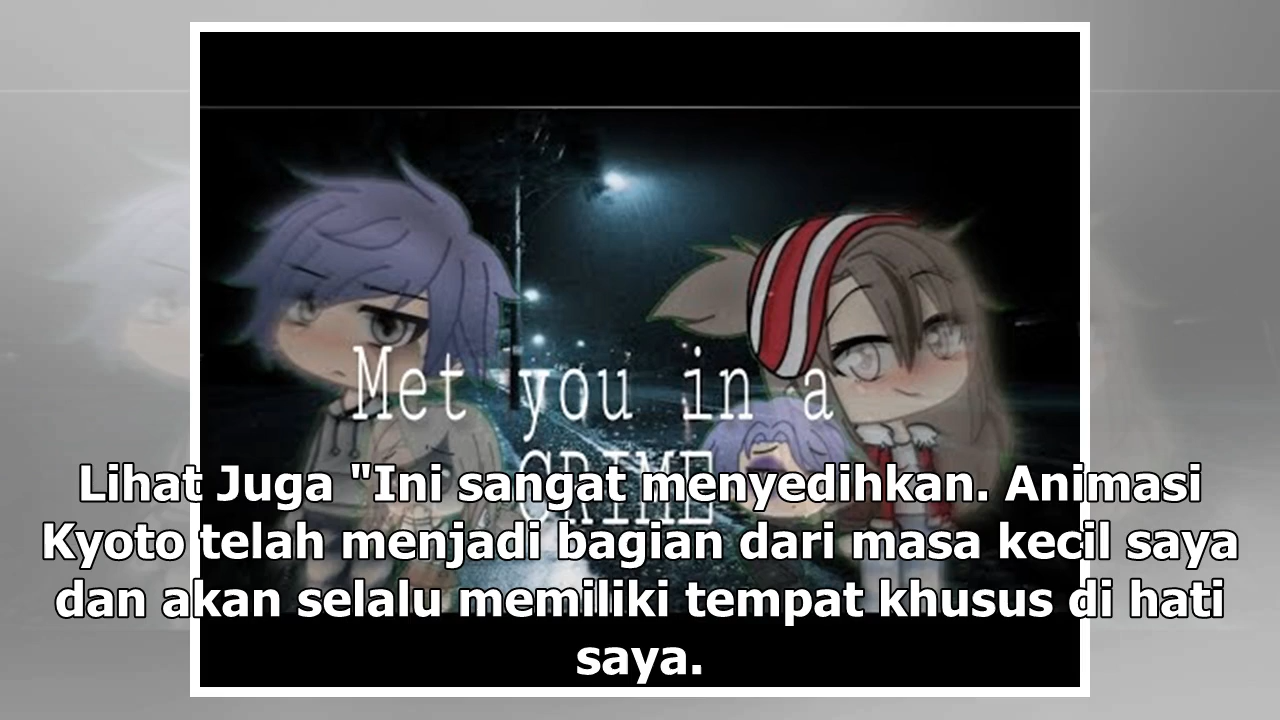 Met you in a
CRIME
Lihat Juga "Ini sangat menyedihkan. Animasi
Kyoto telah menjadi bagian dari masa kecil saya
dan akan selalu memiliki tempat khusus di hati
saya.